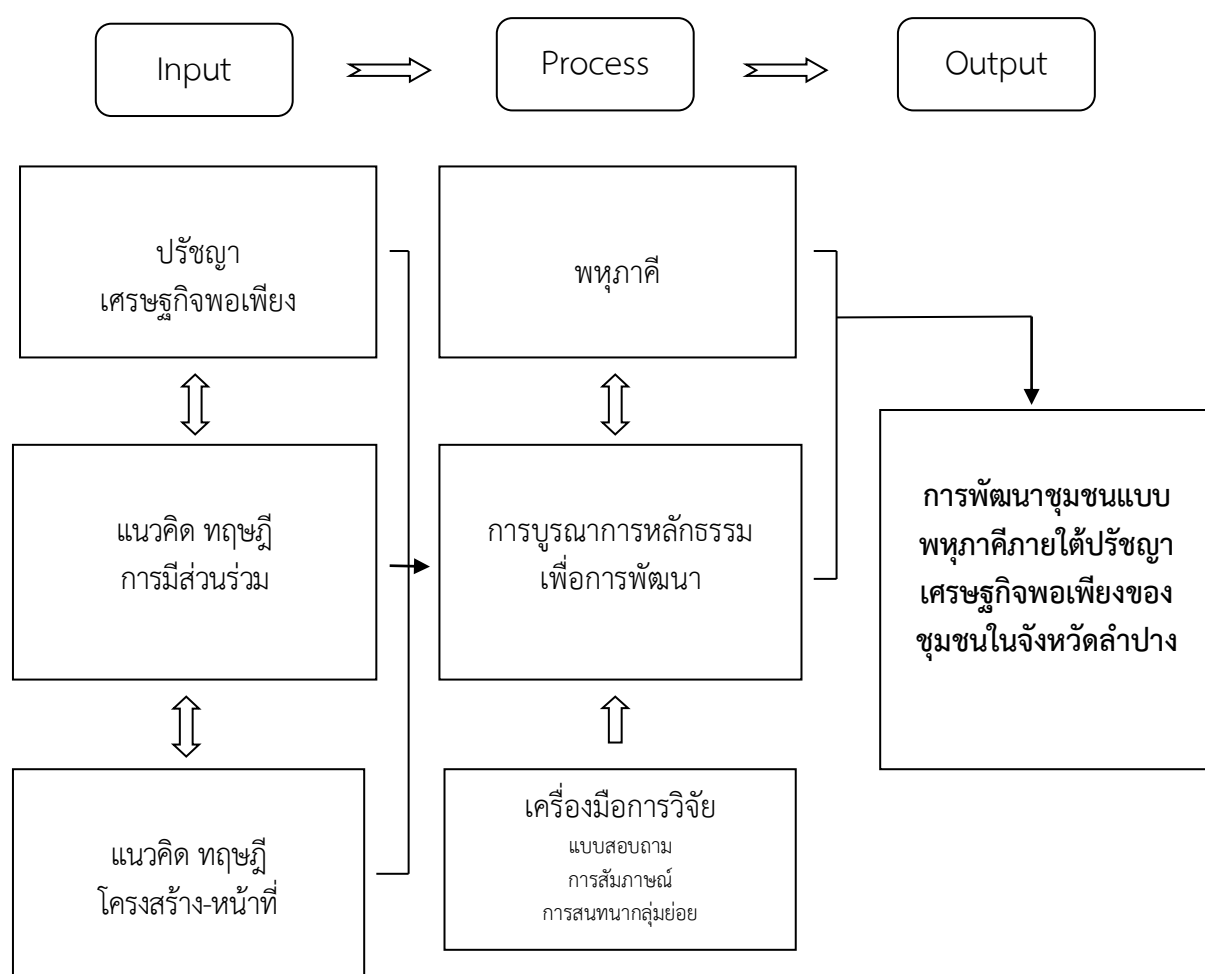 Input
Process
Output
ปรัชญา
เศรษฐกิจพอเพียง
แนวคิด ทฤษฎี
การมีส่วนร่วม
แนวคิด ทฤษฎี
โครงสร้าง-หน้าที่
พหุภาคี
การบูรณาการหลักธรรม
เพื่อการพัฒนา
เครื่องมือการวิจัย
แบบสอบถาม
การสัมภาษณ์
การสนทนากลุ่มย่อย
การพัฒนาชุมชนแบบ
พหุภาคีภายใต้ปรัชญา
เศรษฐกิจพอเพียงของ
ชุมชนในจังหวัดลำปาง